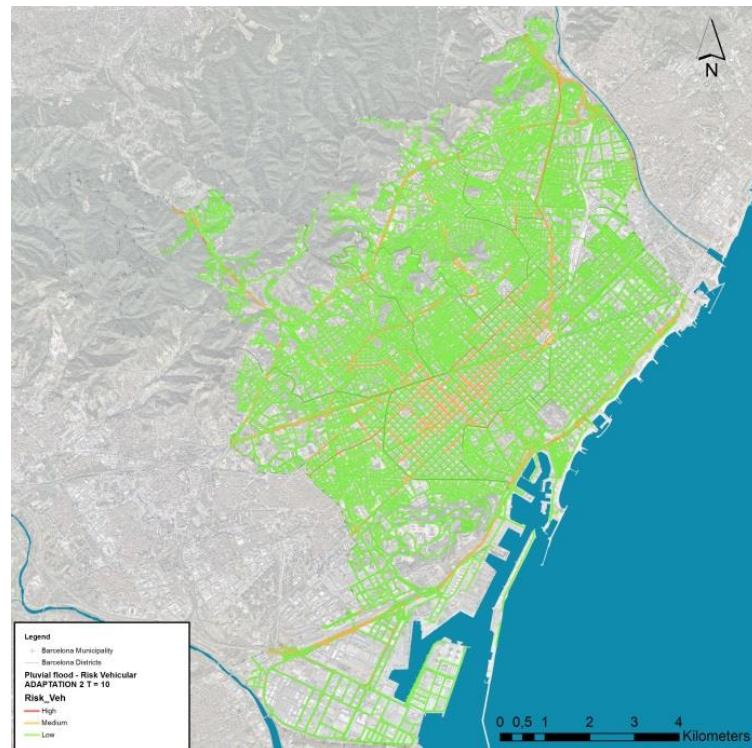 N
Legend
Barcelona Municipality
Barcelona Districts
Pluvial flood - Risk Vehicular
ADAPTATION 2 T = 10
Risk_Veh
High
Medium
Low
0 0,5 1 2 3 4
Kilometers